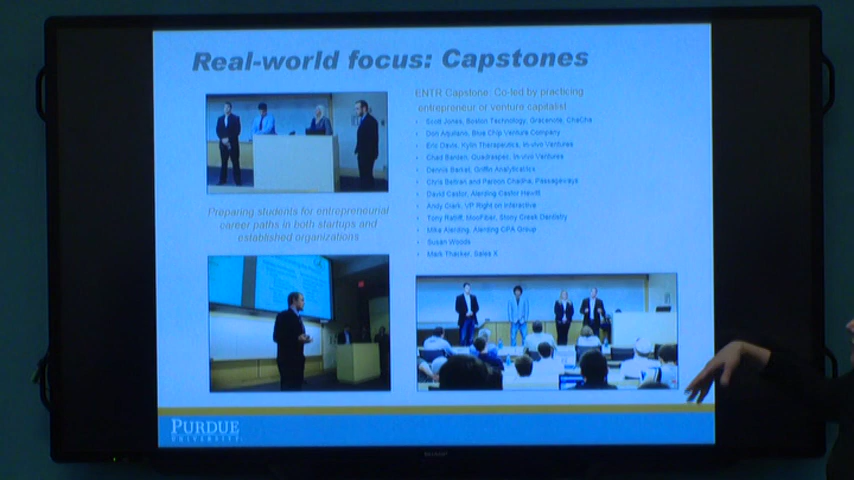 Real-world focus: Capstones
ENTR Capstone: Co-led by practicing
entrepreneur or venture capitalist
Scott Jones, Boston Technology, Gracenote, ChaCha
Don Aquilano, Blue Chip Venture Company
Eric Davis, Kylin Therapeutics, In-vivo Ventures
Chad Barden, Quadraspec, In-vivo Ventures
Dennis Barket, Griffin Analytical
Chris Beltran and Paroon Chadha, Passageways
David Castor, Alerding Castor Hewitt
Andy Clark, VP Right on Interactive
Tony Ratliff, MooFiber, Stony Creek Dentistry
Mike Alerding, Alerding CPA Group
Susan Woods
Mark Thacker, Sales X
Preparing students for entrepreneurial
career paths in both startups and
established organizations
PURDUE
UNIVERSITY
SHARP